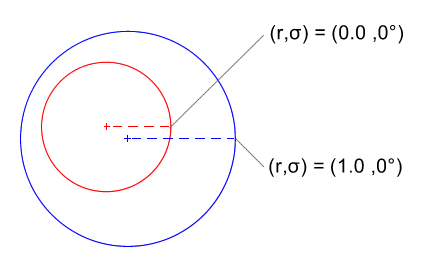 (r,σ) = (0.0 ,0°)
(r,σ) = (1.0 ,0°)